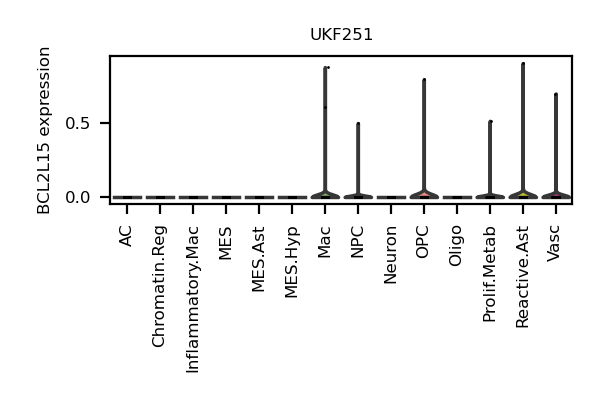 UKF251
BCL2L15 expression
0.5
0.0
AC
Chromatin.Reg
Inflammatory.Mac
MES
MES.Ast
MES.Hyp
Mac
NPC
Neuron
OPC
Oligo
Prolif.Metab
Reactive.Ast
Vasc